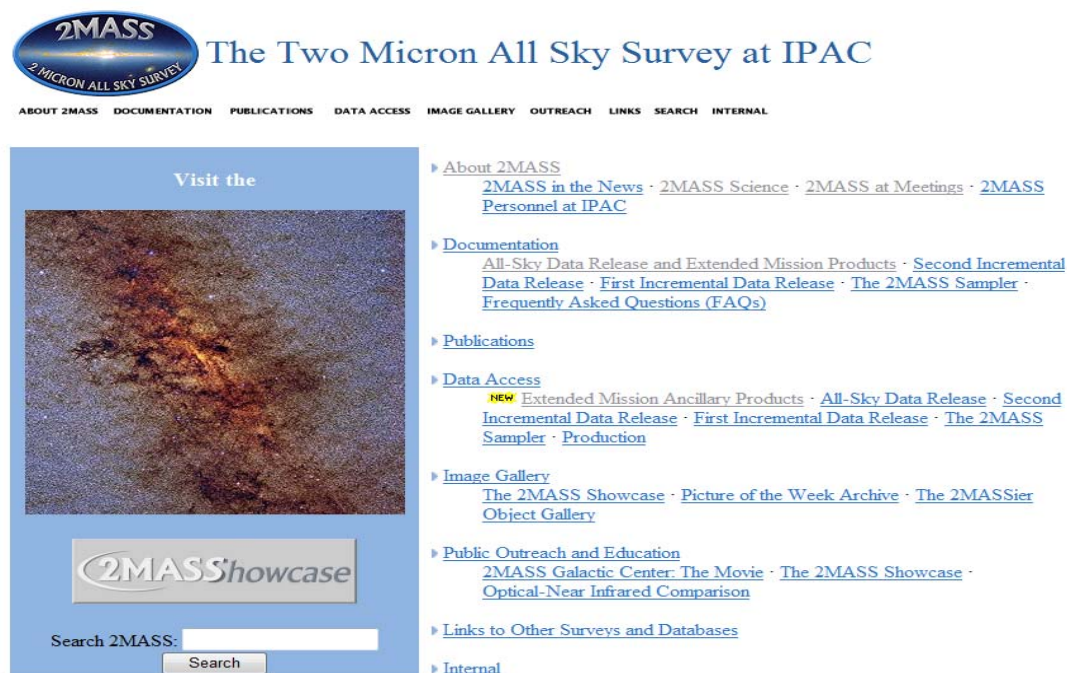 2MASS
2 MICRON ALL SKY SURVEY
The Two Micron All Sky Survey at IPAC
ABOUT 2MASS DOCUMENTATION PUBLICATIONS DATA ACCESS IMAGE GALLERY OUTREACH LINKS SEARCH INTERNAL
Visit the
2MASShowcase
Search 2MASS:
Search
About 2MASS
2MASS in the News · 2MASS Science · 2MASS at Meetings · 2MASS
Personnel at IPAC
Documentation
All-Sky Data Release and Extended Mission Products · Second Incremental
Data Release · First Incremental Data Release · The 2MASS Sampler ·
Frequently Asked Questions (FAQs)
Publications
Data Access
NEW Extended Mission Ancillary Products · All-Sky Data Release · Second
Incremental Data Release · First Incremental Data Release · The 2MASS
Sampler · Production
Image Gallery
The 2MASS Showcase · Picture of the Week Archive · The 2MASSier
Object Gallery
Public Outreach and Education
2MASS Galactic Center: The Movie · The 2MASS Showcase ·
Optical-Near Infrared Comparison
Links to Other Surveys and Databases
Internal